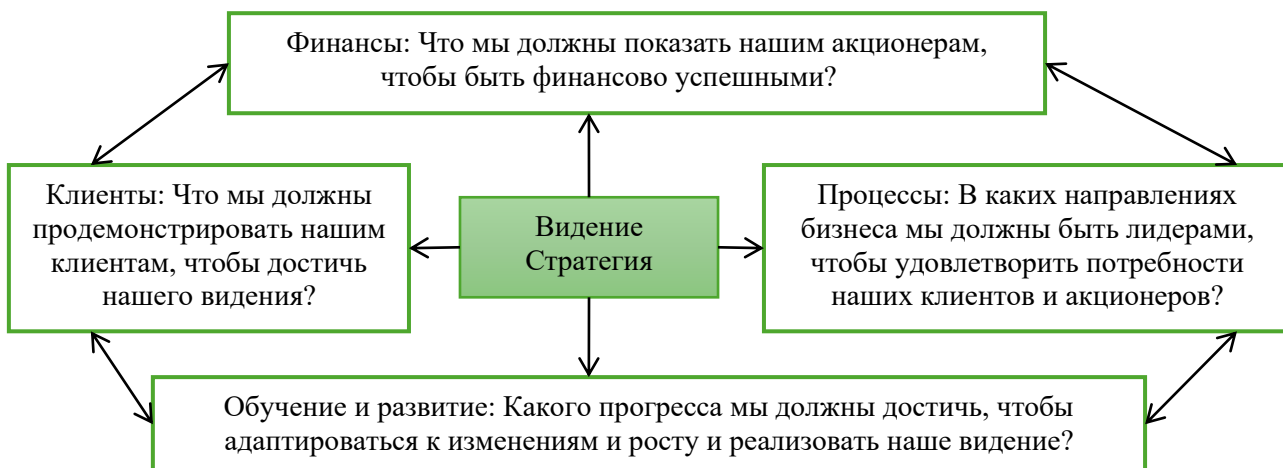 Финансы: Что мы должны показать нашим акционерам,
чтобы быть финансово успешными?
Клиенты: Что мы должны
продемонстрировать нашим
клиентам, чтобы достичь
нашего видения?
Видение
Стратегия
Процессы: В каких направлениях
бизнеса мы должны быть лидерами,
чтобы удовлетворить потребности
наших клиентов и акционеров?
Обучение и развитие: Какого прогресса мы должны достичь, чтобы
адаптироваться к изменениям и росту и реализовать наше видение?